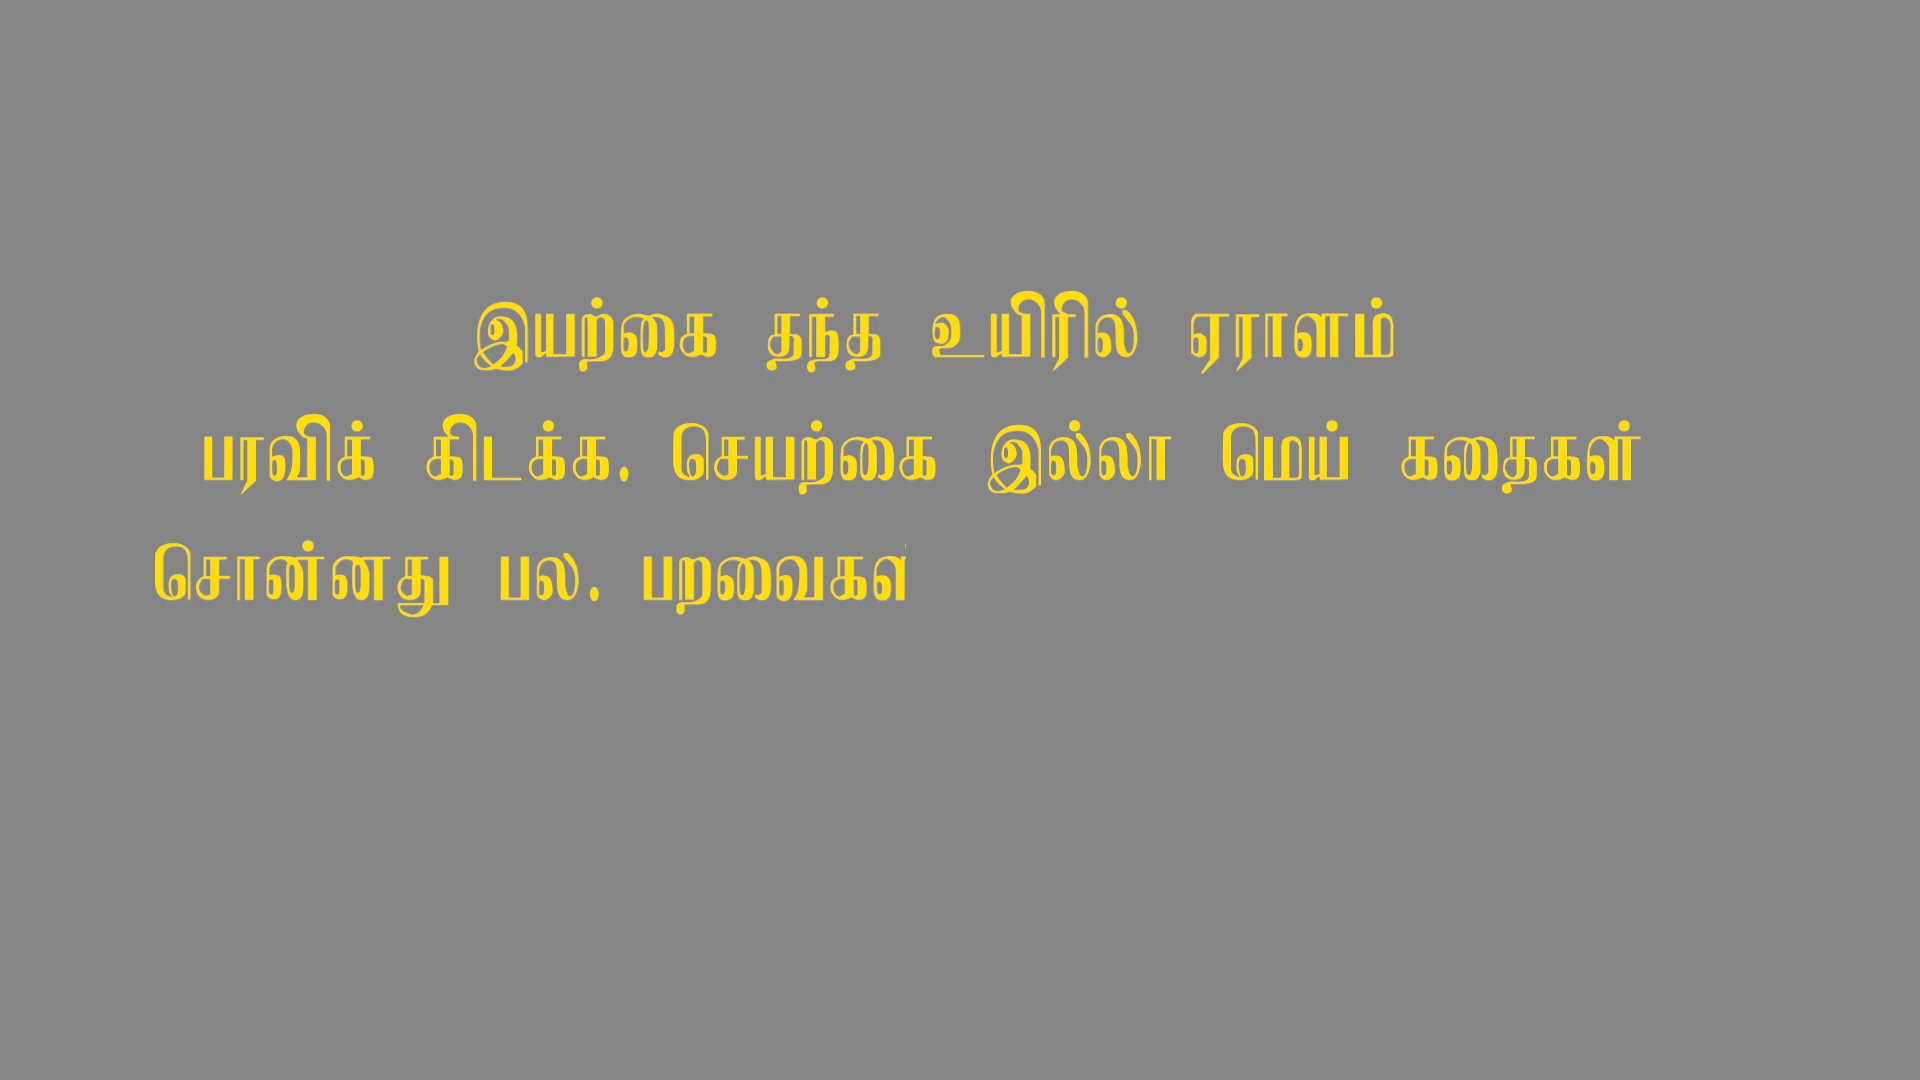 இயற்கை தந்த உயிரில் ஏராளம்
பரவிக் கிடக்க. செயற்கை இல்லா மெய் கதைகள்
சொன்னது பல. பறவைகள்